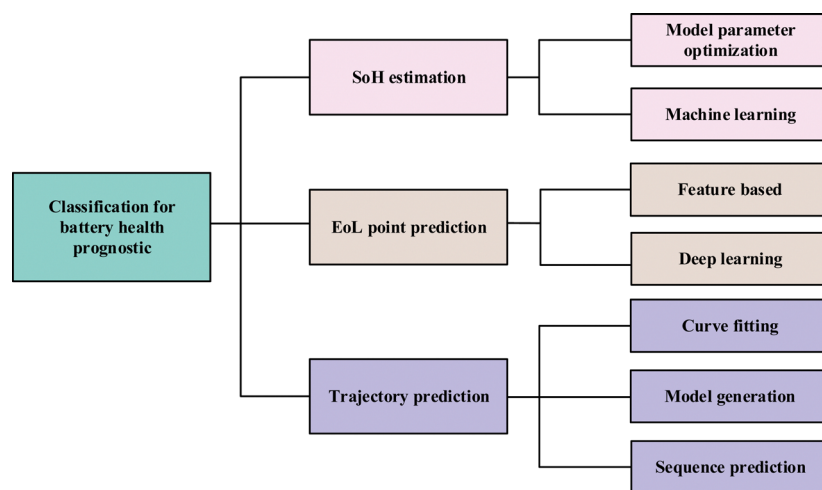 Classification for
battery health
prognostic
SoH estimation
Model parameter
optimization
Machine learning
EoL point prediction
Feature based
Deep learning
Trajectory prediction
Curve fitting
Model generation
Sequence prediction